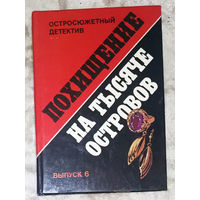 ОСТРОСЮЖЕТНЫЙ
ДЕТЕКТИВ
ПОХИЩЕНИЕ
НА ТЫСЯЧЕ
ОСТРОВОВ
ВЫПУСК 6